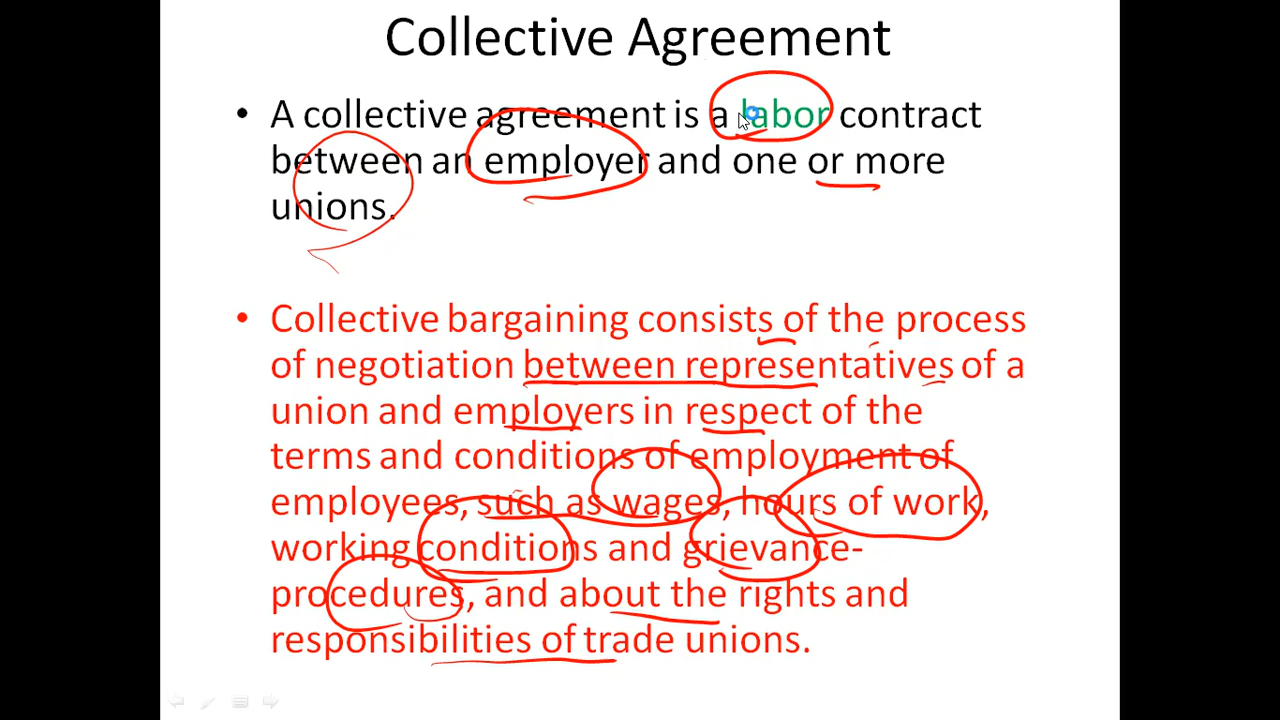 Collective Agreement
• A collective agreement is a labor contract
between an employer and one or more
unions.
• Collective bargaining consists of the process
of negotiation between representatives of a
union and employers in respect of the
terms and conditions of employment of
employees, such as wages, hours of work,
working conditions and grievance-
procedures, and about the rights and
responsibilities of trade unions.